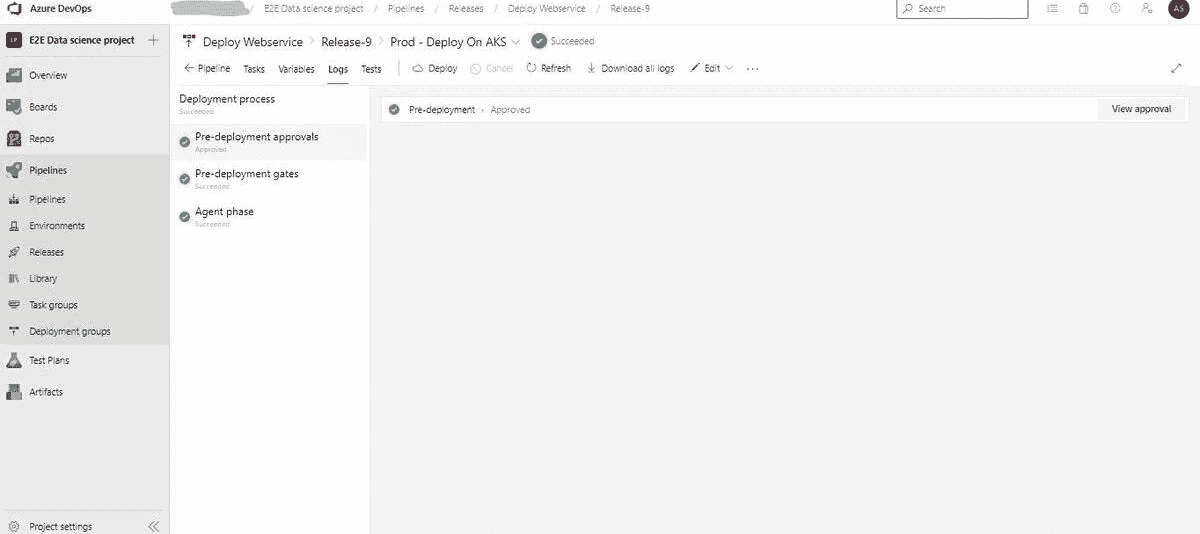 Azure DevOps / E2E Data science project / Pipelines / Releases / Deploy Webservice / Release-9 Search AS
LP E2E Data science project +
Deploy Webservice > Release-9 > Prod - Deploy On AKS Succeeded
← Pipeline Tasks Variables Logs Tests Deploy Cancel Refresh Download all logs Edit ...
Overview
Boards
Repos
Pipelines
Pipelines
Environments
Releases
Library
Task groups
Deployment groups
Test Plans
Artifacts
Project settings
Deployment process
Succeeded
Pre-deployment approvals
Approved
Pre-deployment gates
Succeeded
Agent phase
Succeeded
Pre-deployment · Approved View approval